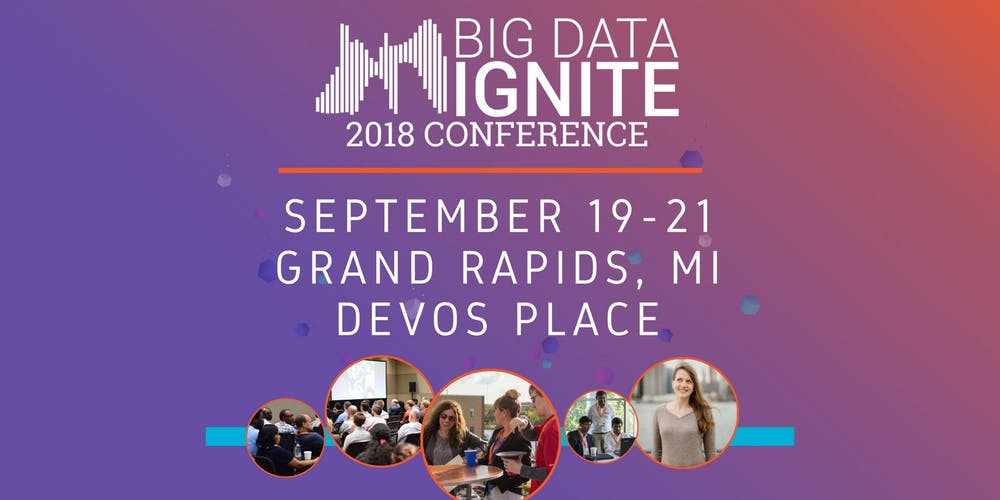 BIG DATA
IGNITE
2018 CONFERENCE
SEPTEMBER 19-21
GRAND RAPIDS, MI
DEVOS PLACE